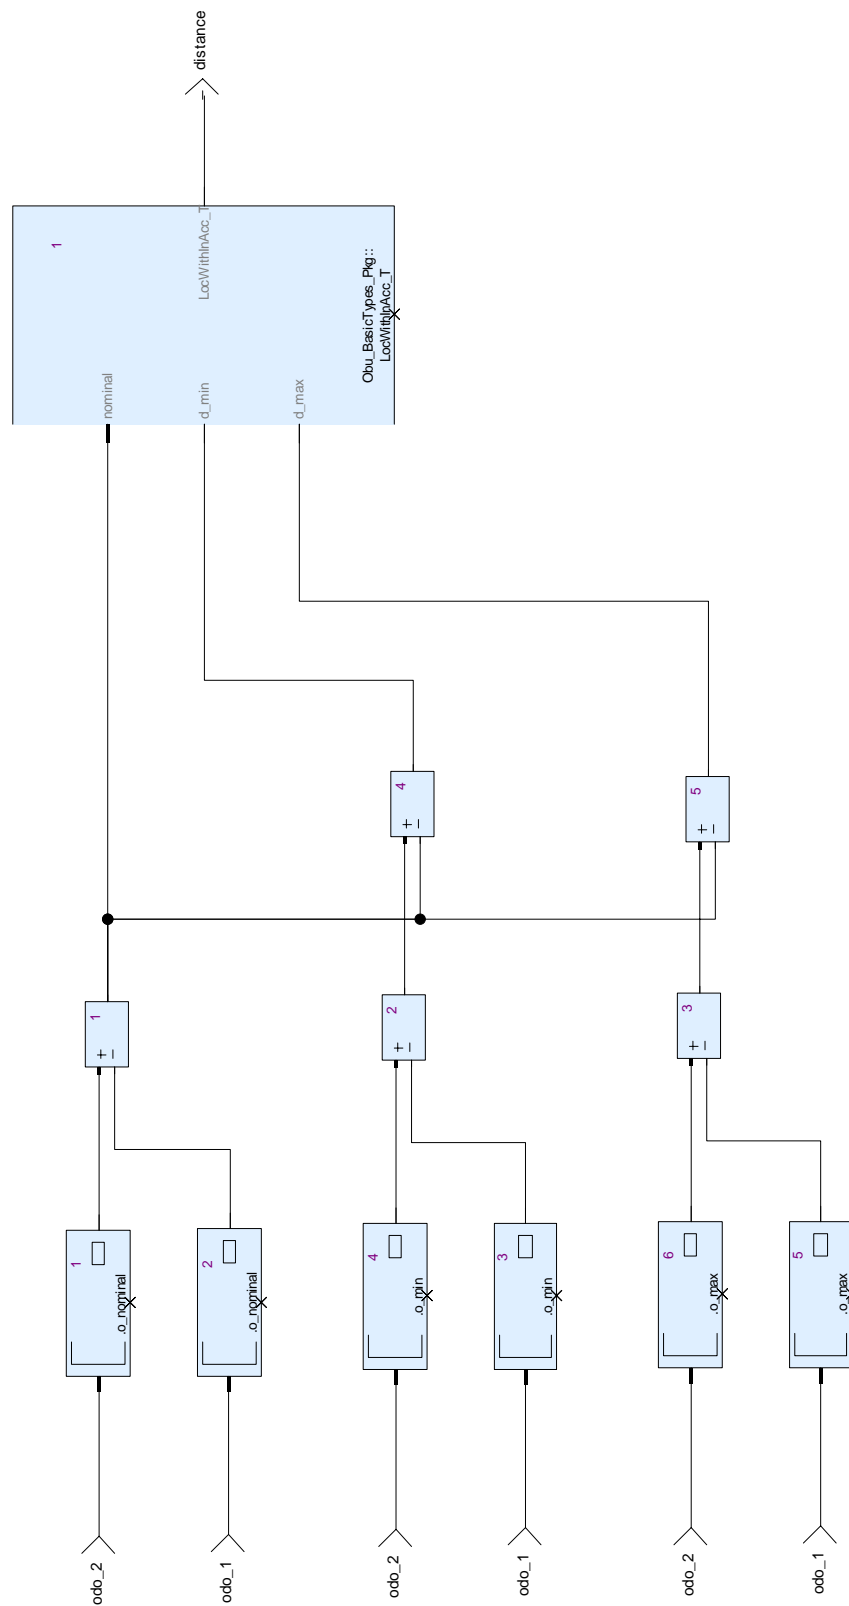 odo_2
1
.o_nominal
+
−
1
1
nominal
odo_1
2
.o_nominal
d_min
LocWithInAcc_T
distance
d_max
Obu_BasicTypes_Pkg::
LocWithInAcc_T
odo_2
4
.o_min
+
−
2
+
−
4
odo_1
3
.o_min
odo_2
6
.o_max
+
−
3
+
−
5
odo_1
5
.o_max